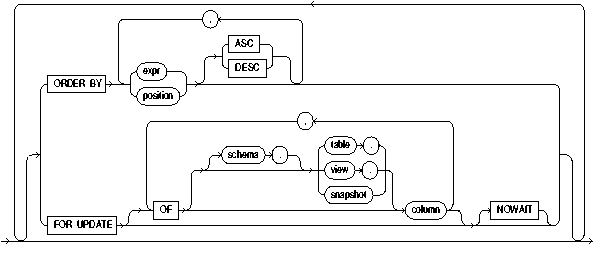 ,
ASC
ORDER BY expr DESC
position
,
schema . table .
view .
OF snapshot
column NOWAIT
FOR UPDATE